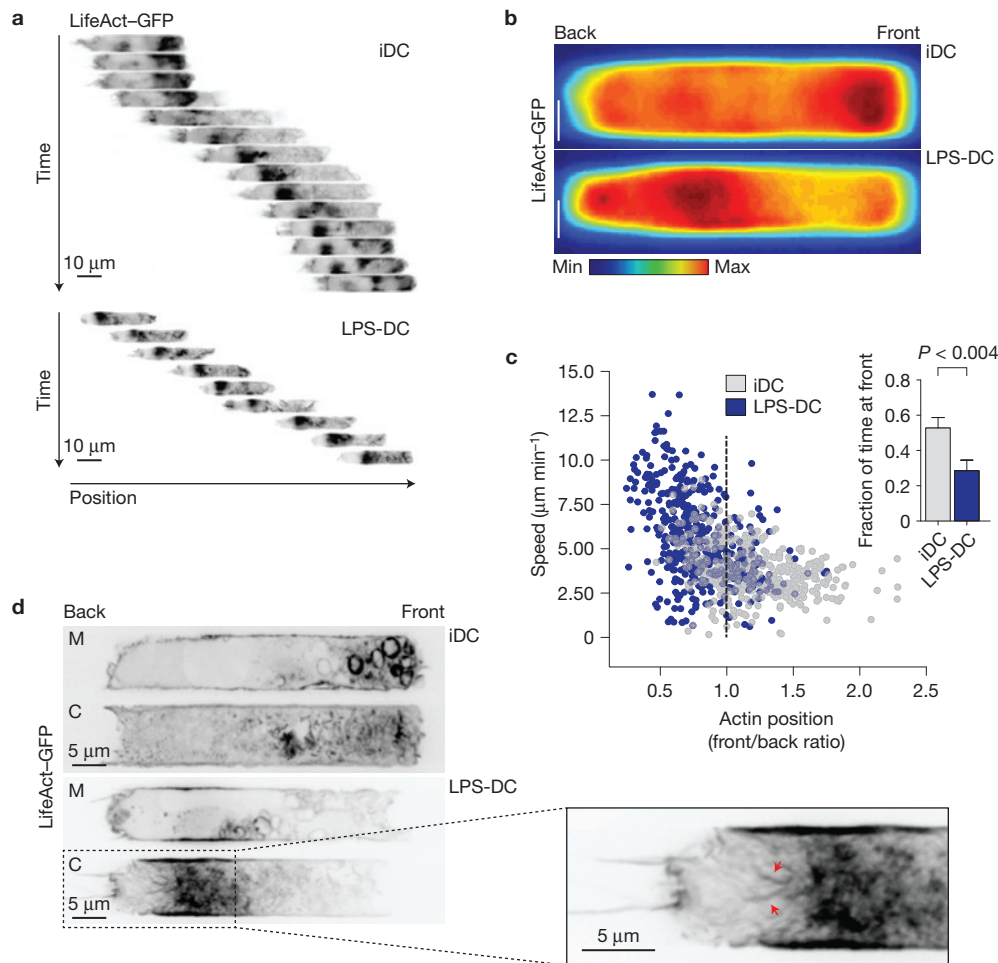 a
LifeAct–GFP
iDC
Time
10 µm
LPS-DC
Time
10 µm
Position
b
Back
Front
iDC
LifeAct–GFP
LPS-DC
Min
Max
c
15.0
12.5
10.0
7.50
5.00
2.50
0
Speed (µm min⁻¹)
iDC
LPS-DC
0.5
1.0
1.5
2.0
2.5
Actin position
(front/back ratio)
P < 0.004
0.8
0.6
0.4
0.2
0
Fraction of time at front
iDC
LPS-DC
d
Back
Front
M
iDC
C
5 µm
LifeAct–GFP
M
LPS-DC
C
5 µm
5 µm